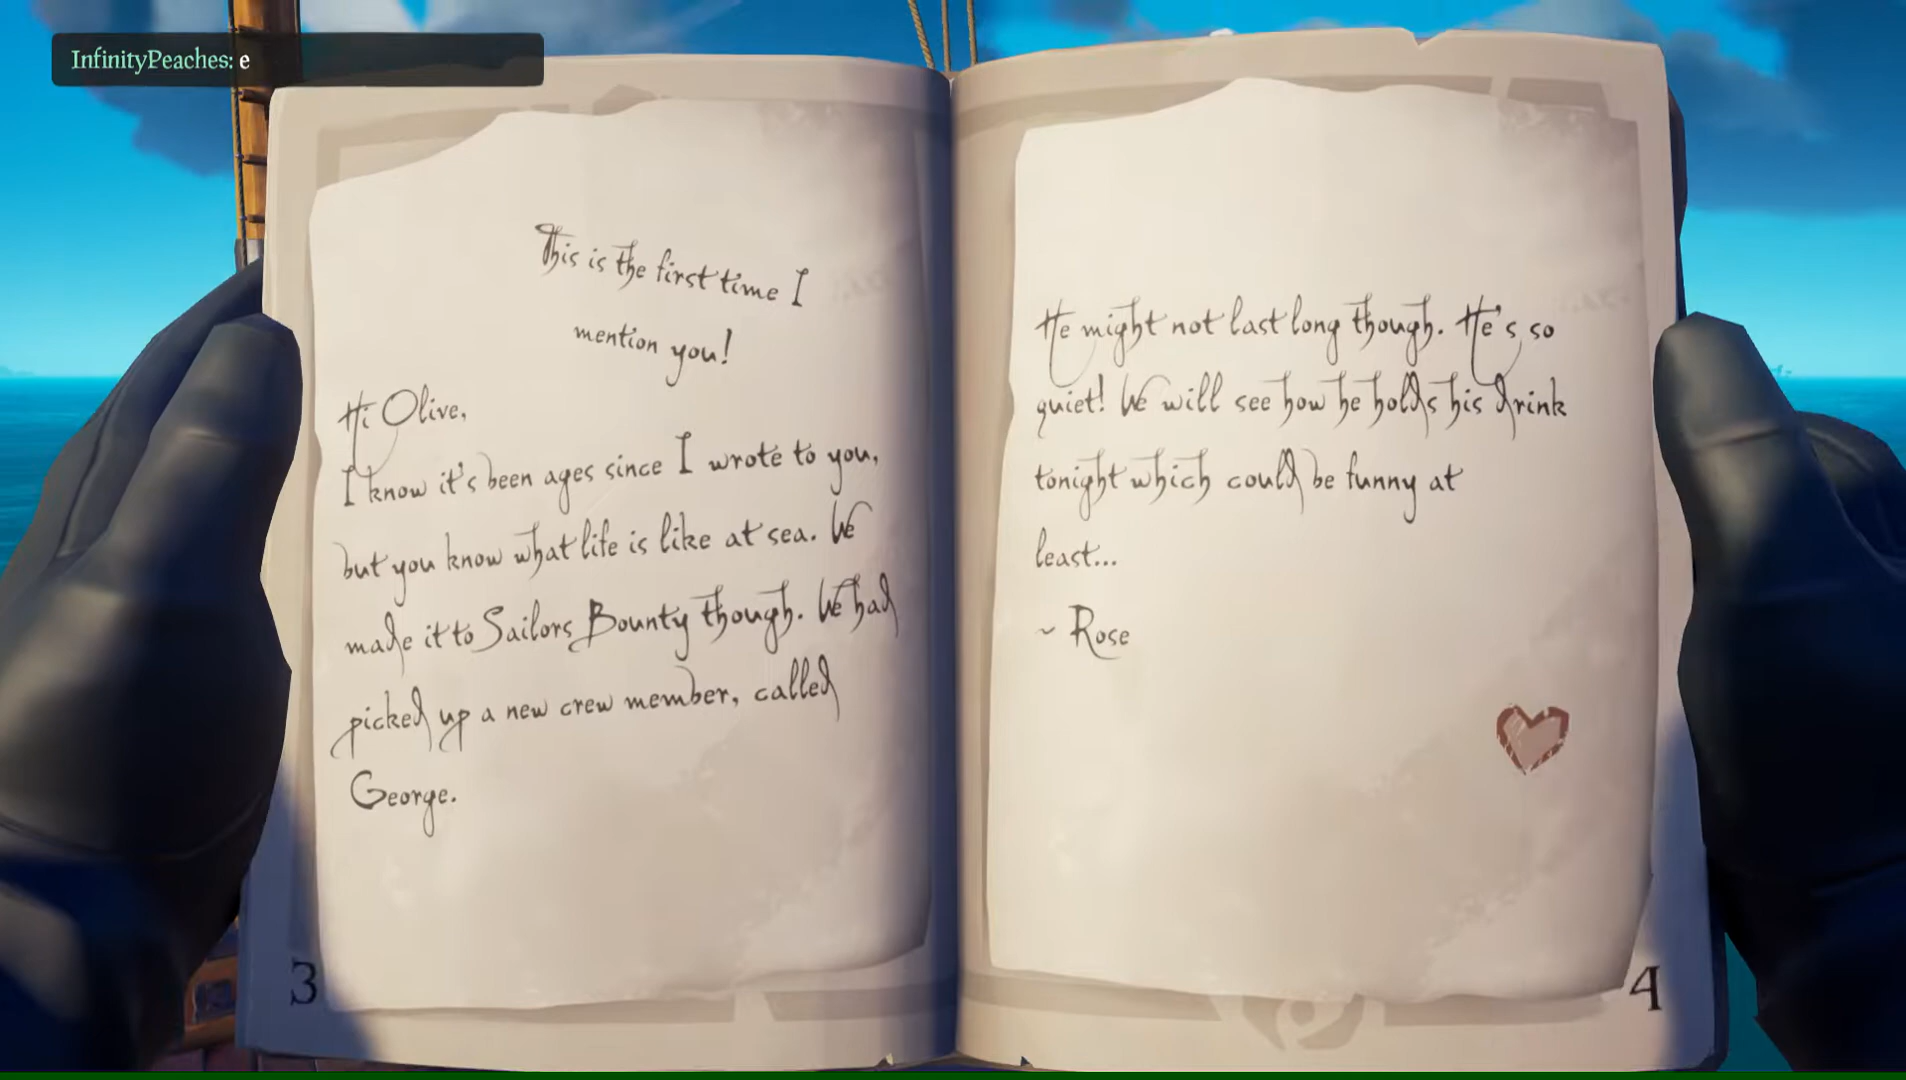 InfinityPeaches: e
This is the first time I
mention you!
Hi Olive,
I know it's been ages since I wrote to you,
but you know what life is like at sea. We
made it to Sailors Bounty though. We had
picked up a new crew member, called
George.
3
He might not last long though. He's so
quiet! We will see how he holds his drink
tonight which could be funny at
least...
~ Rose
4